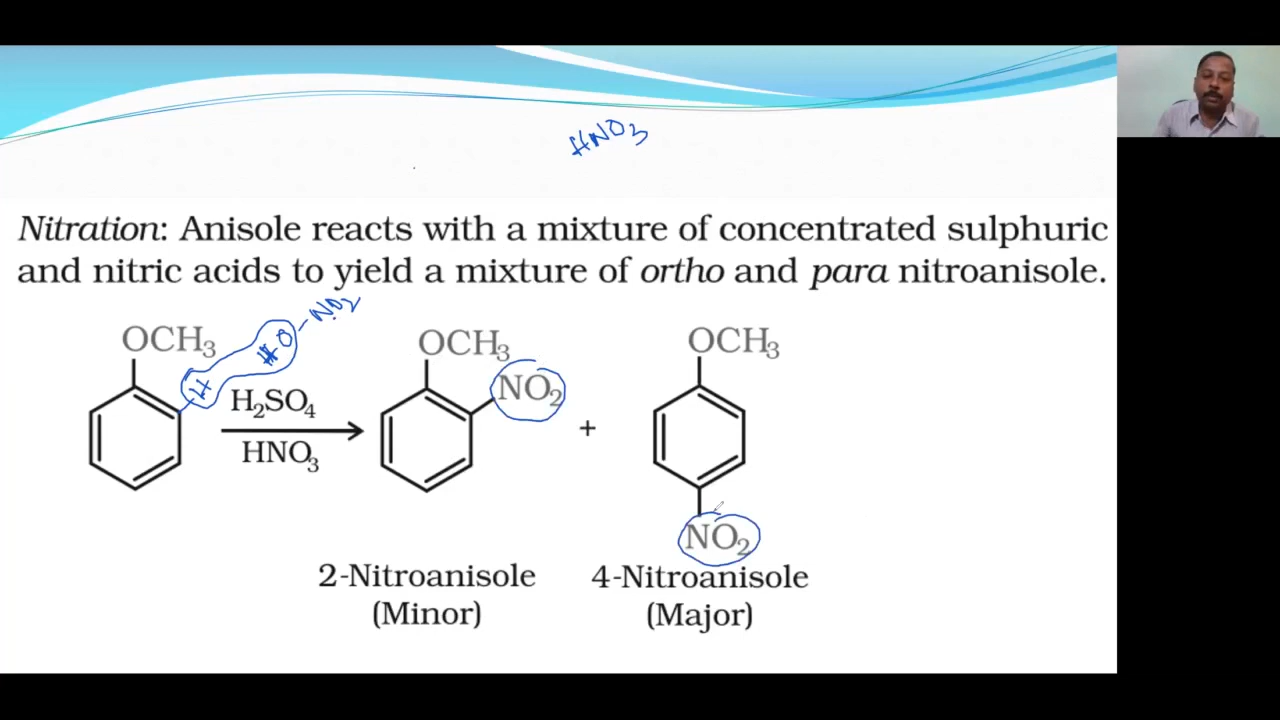 HNO3
Nitration: Anisole reacts with a mixture of concentrated sulphuric
and nitric acids to yield a mixture of ortho and para nitroanisole.
OCH3
H HO-NO2
H2SO4
HNO3
OCH3
NO2
+
OCH3
NO2
2-Nitroanisole
(Minor)
4-Nitroanisole
(Major)